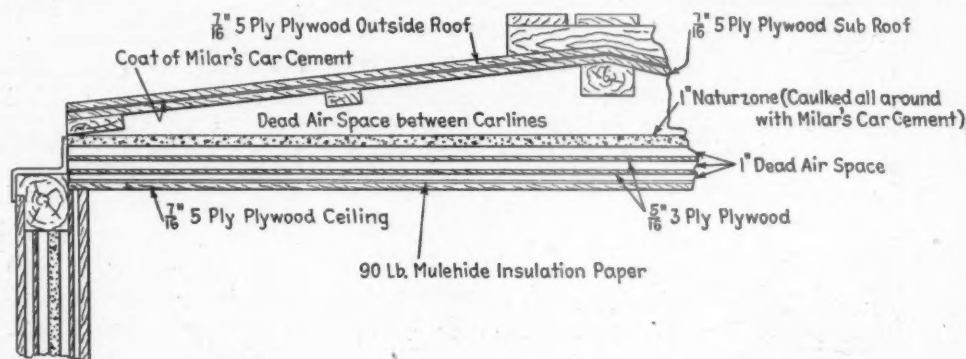 7/16" 5 Ply Plywood Outside Roof
7/16" 5 Ply Plywood Sub Roof
Coat of Milar's Car Cement
1" Naturzone (Caulked all around
with Milar's Car Cement)
Dead Air Space between Carlines
1" Dead Air Space
7/16" 5 Ply Plywood Ceiling
5/16" 3 Ply Plywood
90 Lb. Mulehide Insulation Paper